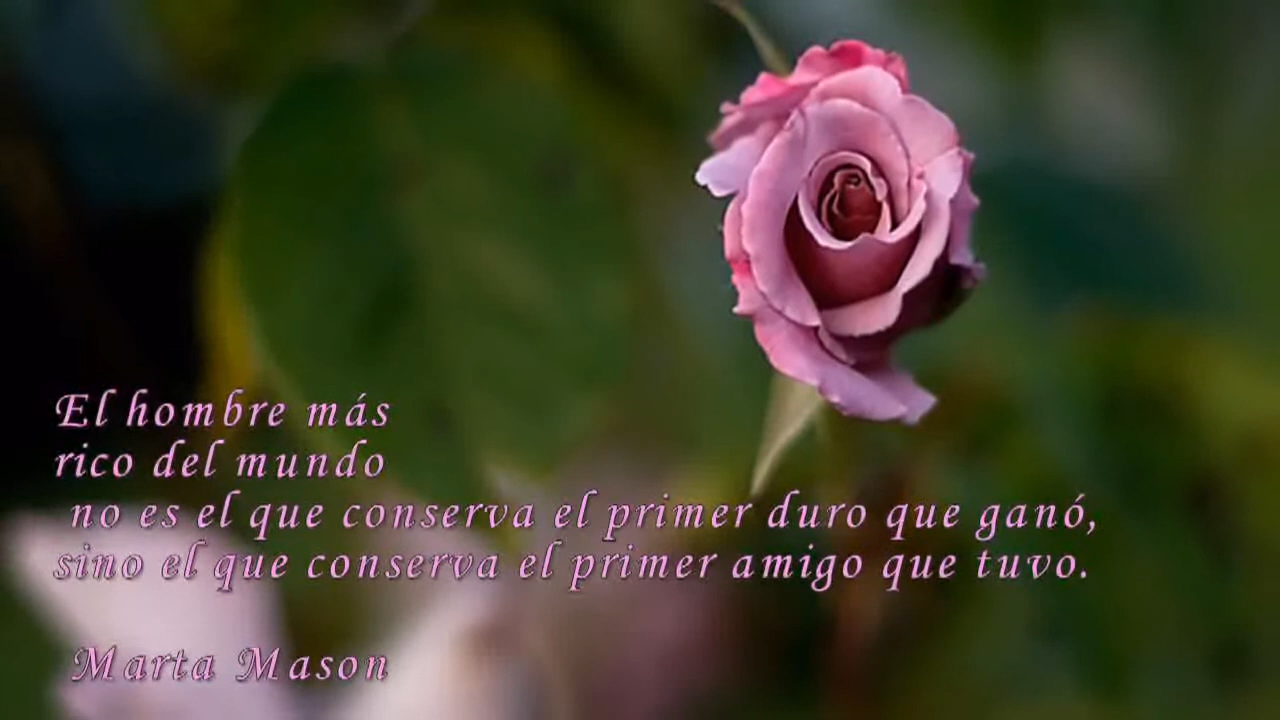 El hombre más
rico del mundo
no es el que conserva el primer duro que ganó,
sino el que conserva el primer amigo que tuvo.
Marta Mason